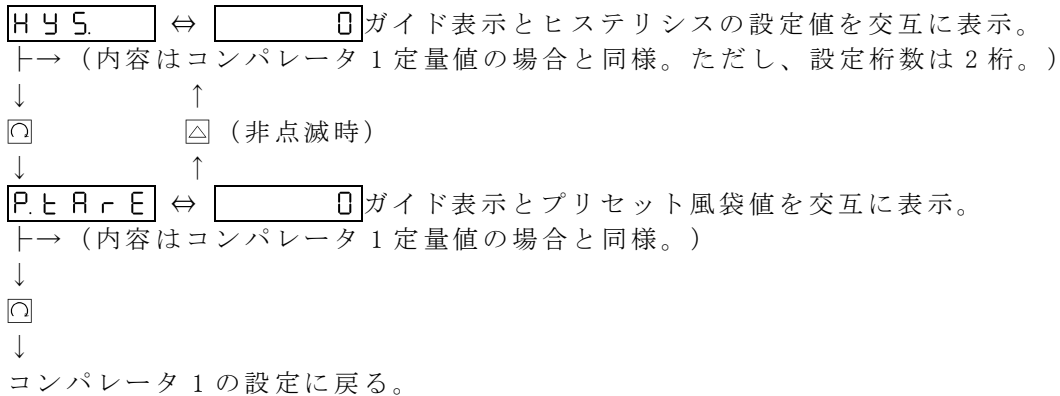 HYS. ⇔ 0 ガイド表示とヒステリシスの設定値を交互に表示。
├→（内容はコンパレータ1定量値の場合と同様。ただし、設定桁数は2桁。）
↓ ↑
↓ ↑
△（非点滅時）
P.tArE ⇔ 0 ガイド表示とプリセット風袋値を交互に表示。
├→（内容はコンパレータ1定量値の場合と同様。）
↓
↓
コンパレータ1の設定に戻る。